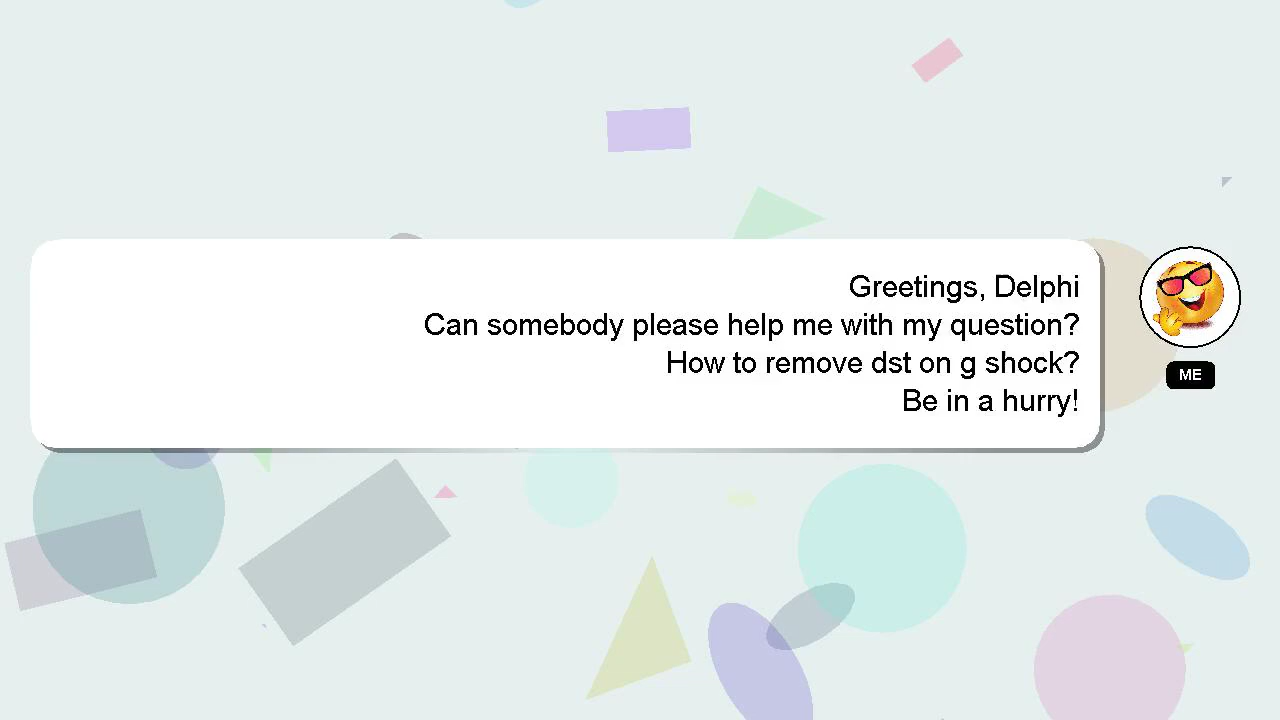 Greetings, Delphi
Can somebody please help me with my question?
How to remove dst on g shock?
Be in a hurry!
ME